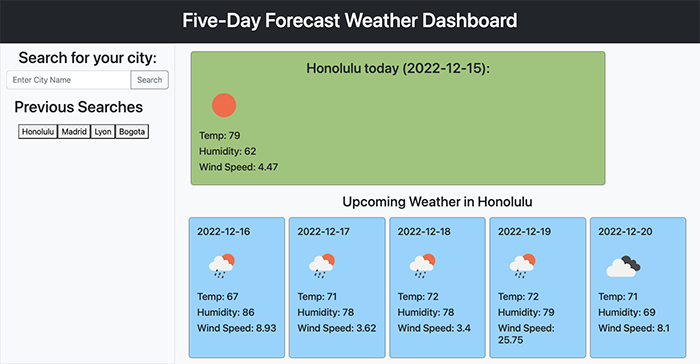 Five-Day Forecast Weather Dashboard
Search for your city:
Enter City Name
Search
Previous Searches
Honolulu
Madrid
Lyon
Bogota
Honolulu today (2022-12-15):
Temp: 79
Humidity: 62
Wind Speed: 4.47
Upcoming Weather in Honolulu
2022-12-16
Temp: 67
Humidity: 86
Wind Speed: 8.93
2022-12-17
Temp: 71
Humidity: 78
Wind Speed: 3.62
2022-12-18
Temp: 72
Humidity: 78
Wind Speed: 3.4
2022-12-19
Temp: 72
Humidity: 79
Wind Speed:
25.75
2022-12-20
Temp: 71
Humidity: 69
Wind Speed: 8.1